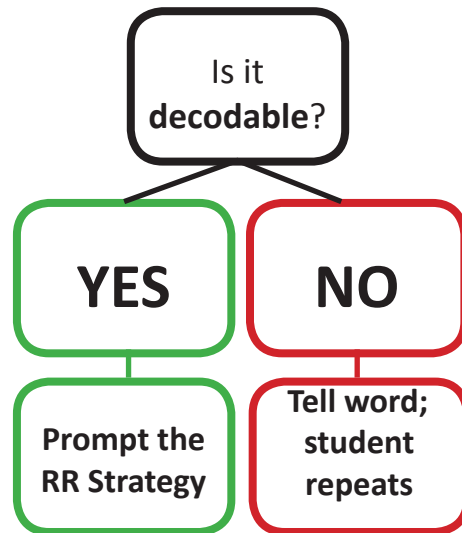 Is it
decodable?
YES
NO
Prompt the
RR Strategy
Tell word;
student
repeats